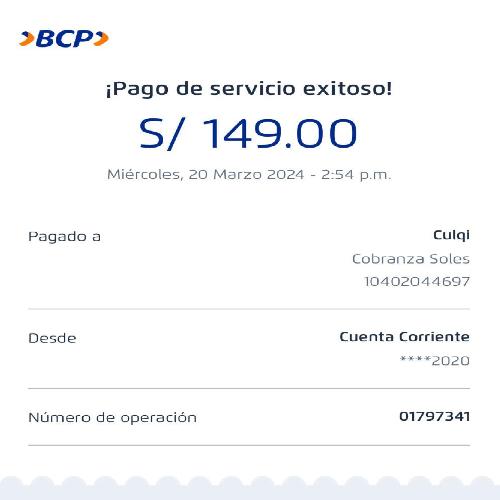 BCP
¡Pago de servicio exitoso!
S/ 149.00
Miércoles, 20 Marzo 2024 - 2:54 p.m.
Pagado a
Culqi
Cobranza Soles
10402044697
Desde
Cuenta Corriente
****2020
Número de operación
01797341